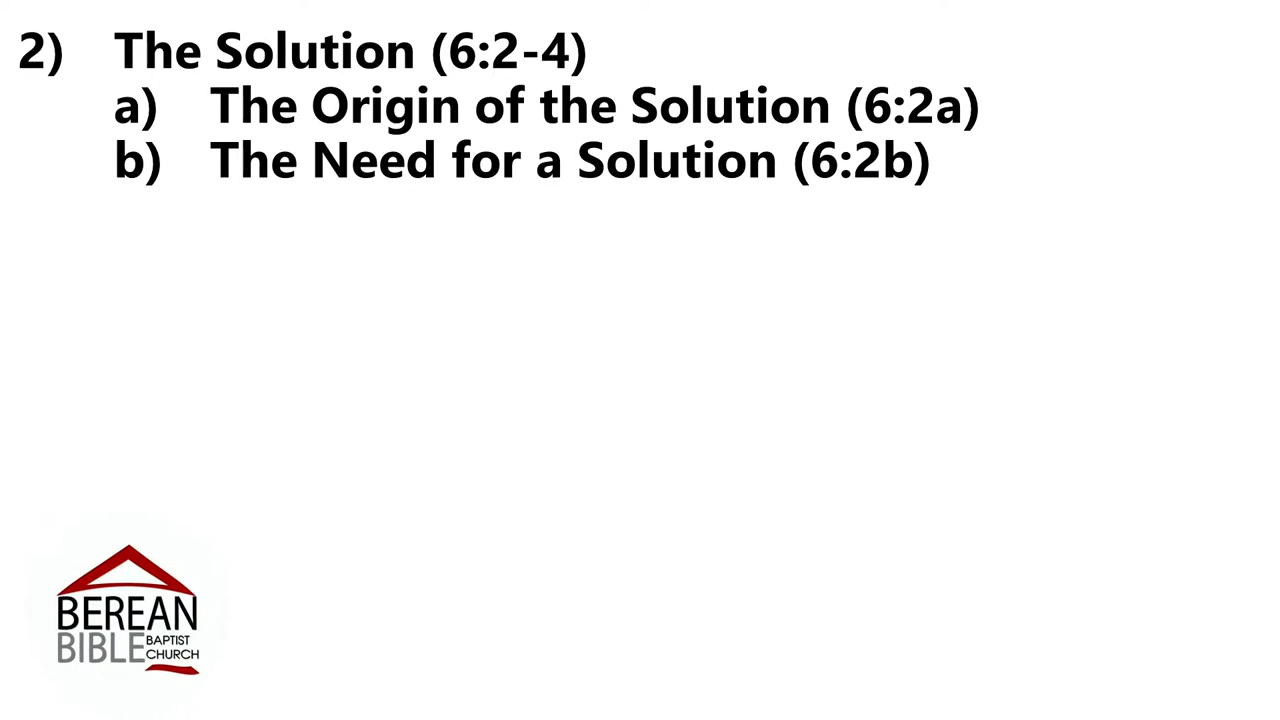 2) The Solution (6:2-4)
a) The Origin of the Solution (6:2a)
b) The Need for a Solution (6:2b)
BEREAN
BIBLE BAPTIST CHURCH